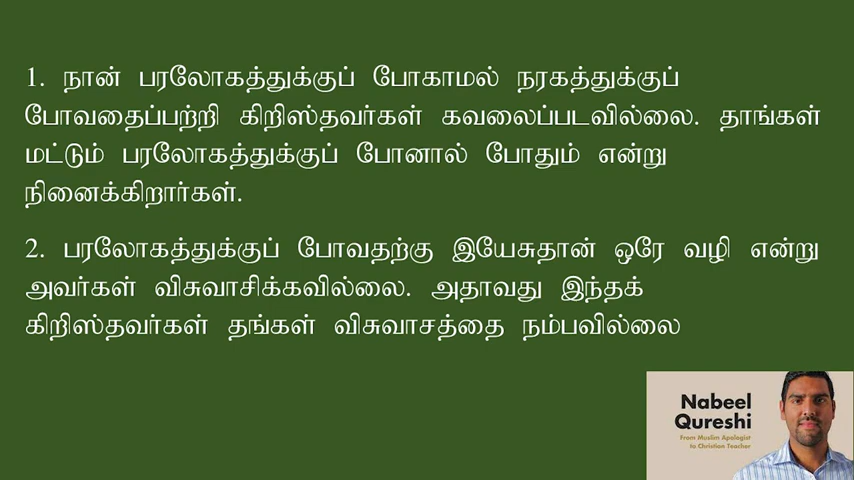 1. நான் பரலோகத்துக்குப் போகாமல் நரகத்துக்குப்
போவதைப்பற்றி கிறிஸ்தவர்கள் கவலைப்படவில்லை. தாங்கள்
மட்டும் பரலோகத்துக்குப் போனால் போதும் என்று
நினைக்கிறார்கள்.
2. பரலோகத்துக்குப் போவதற்கு இயேசுதான் ஒரே வழி என்று
அவர்கள் விசுவாசிக்கவில்லை. அதாவது இந்தக்
கிறிஸ்தவர்கள் தங்கள் விசுவாசத்தை நம்பவில்லை
Nabeel
Qureshi
From Muslim Apologist
to Christian Teacher